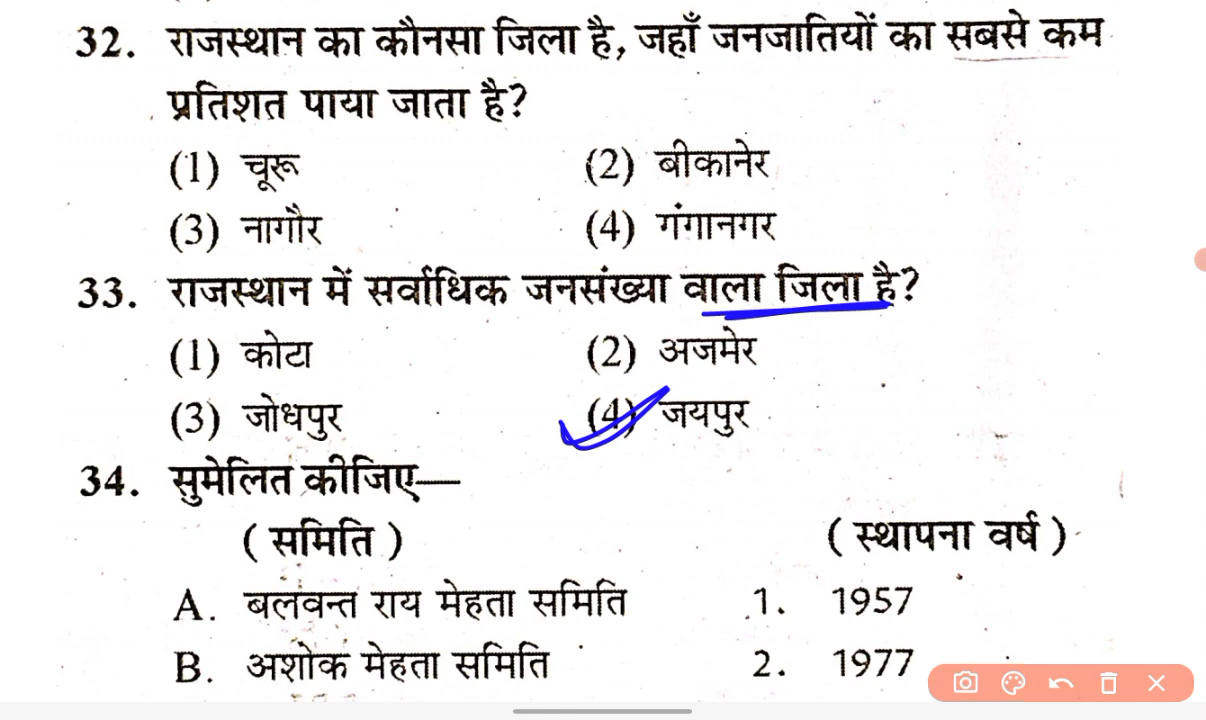 32. राजस्थान का कौनसा जिला है, जहाँ जनजातियों का सबसे कम
प्रतिशत पाया जाता है?
(1) चूरू (2) बीकानेर
(3) नागौर (4) गंगानगर
33. राजस्थान में सर्वाधिक जनसंख्या वाला जिला है?
(1) कोटा (2) अजमेर
(3) जोधपुर (4) जयपुर
34. सुमेलित कीजिए—
( समिति ) ( स्थापना वर्ष )
A. बलवन्त राय मेहता समिति 1. 1957
B. अशोक मेहता समिति 2. 1977